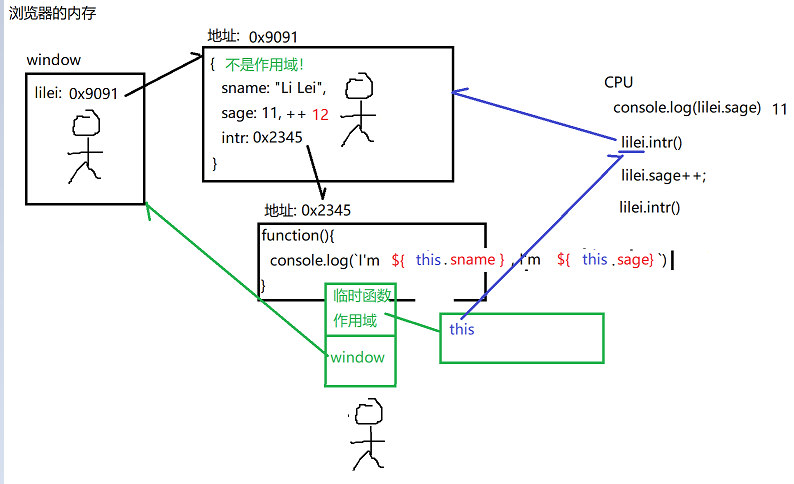 浏览器的内存
window
lilei: 0x9091
地址: 0x9091
{ 不是作用域!
sname: "Li Lei",
sage: 11, ++ 12
intr: 0x2345
}
地址: 0x2345
function(){
console.log(`I'm ${ this.sname } , I'm ${ this.sage}`)
}
临时函数
作用域
window
this
CPU
console.log(lilei.sage) 11
lilei.intr()
lilei.sage++;
lilei.intr()